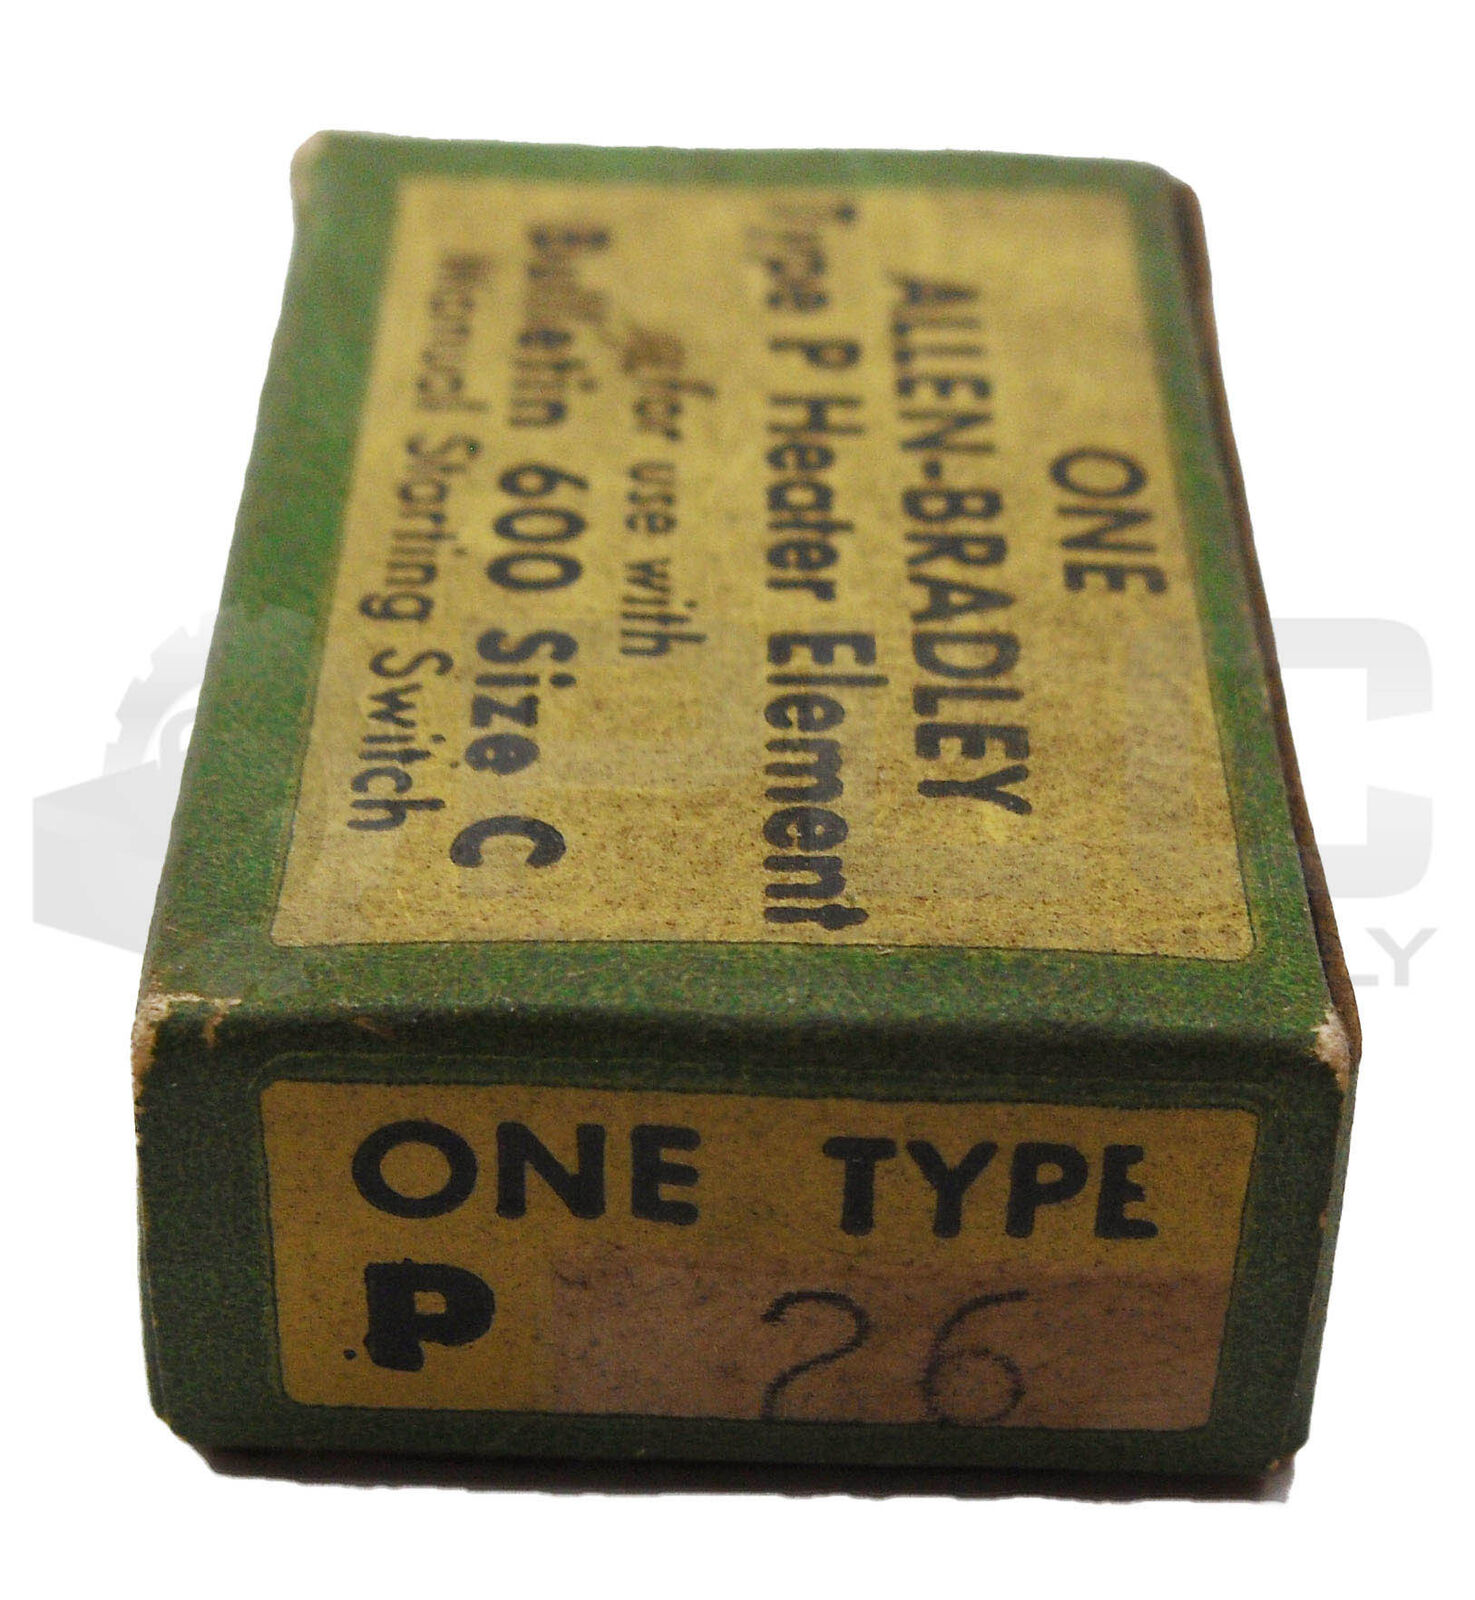 ONE
ALLEN-BRADLEY
Type P Heater Element
for use with
Bulletin 600 Size C
Manual Starting Switch
ONE TYPE
P 26